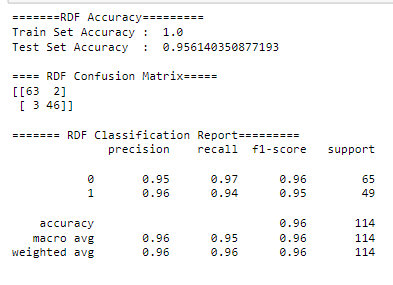 =======RDF Accuracy=========
Train Set Accuracy :  1.0
Test Set Accuracy  :  0.956140350877193
==== RDF Confusion Matrix=====
[[63  2]
 [ 3 46]]
======= RDF Classification Report=========
              precision    recall  f1-score   support
           0       0.95      0.97      0.96        65
           1       0.96      0.94      0.95        49
    accuracy                           0.96       114
   macro avg       0.96      0.95      0.96       114
weighted avg       0.96      0.96      0.96       114